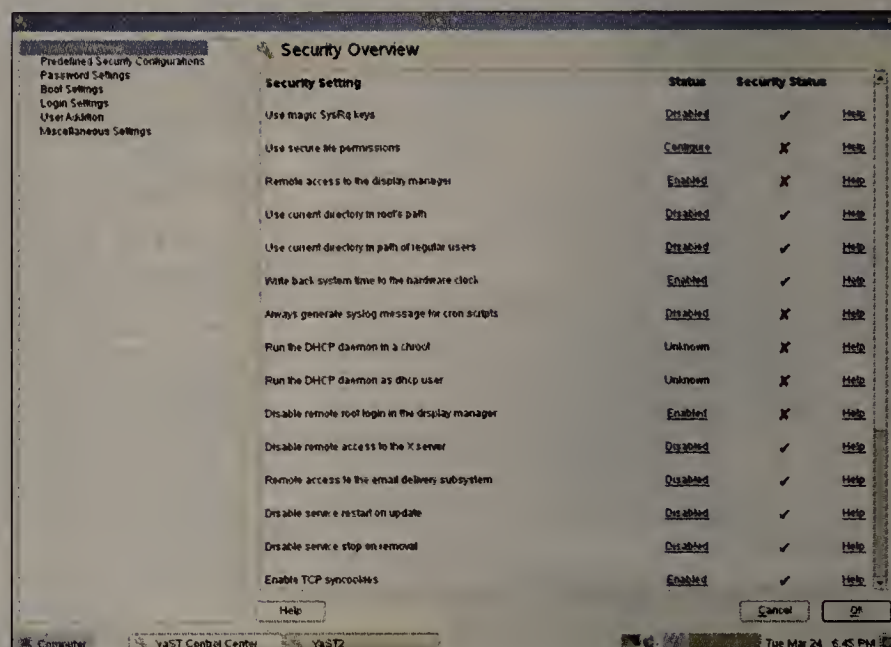 Predefined Security Configurations
Password Settings
Boot Settings
Login Settings
User Addition
Miscellaneous Settings
Security Overview
Security Setting Status Security Status
Use magic SysRq keys Disabled ✔ Help
Use secure file permissions Configure ✘ Help
Remote access to the display manager Enabled ✘ Help
Use current directory in root's path Disabled ✔ Help
Use current directory in path of regular users Disabled ✔ Help
Write back system time to the hardware clock Enabled ✔ Help
Always generate syslog message for cron scripts Disabled ✘ Help
Run the DHCP daemon in a chroot Unknown ✘ Help
Run the DHCP daemon as dhcp user Unknown ✘ Help
Disable remote root login in the display manager Enabled ✘ Help
Disable remote access to the X server Disabled ✔ Help
Remote access to the email delivery subsystem Disabled ✔ Help
Disable service restart on update Disabled ✔ Help
Disable service stop on removal Disabled ✔ Help
Enable TCP syncookies Enabled ✔ Help
Help Cancel OK
Computer YaST Control Center YaST2 Tue Mar 24 6:45 PM